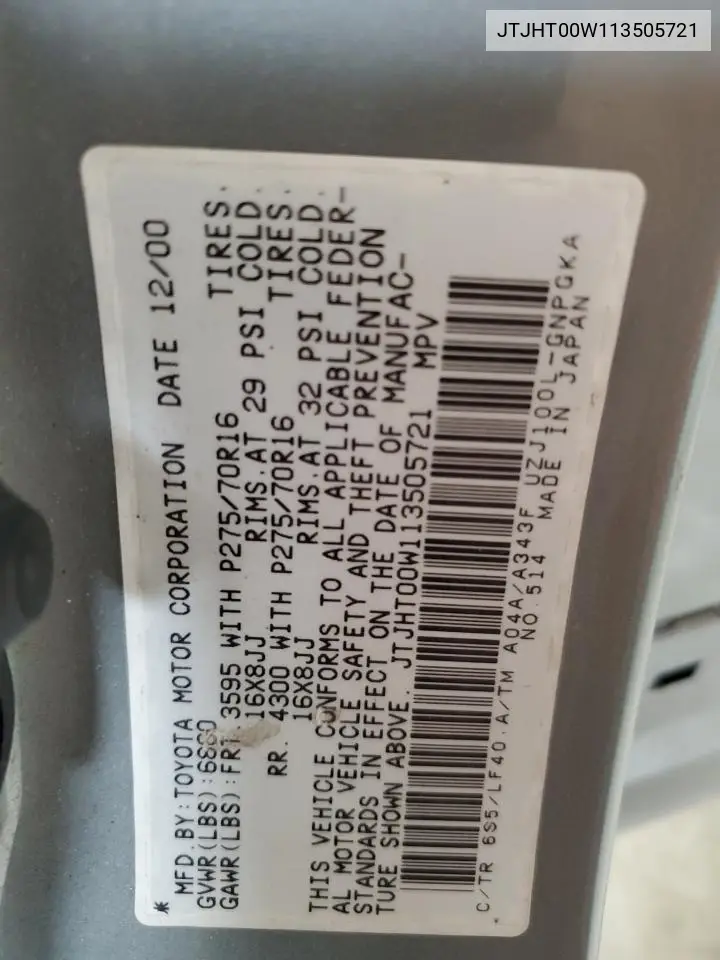 JTJHT00W113505721
MFD.BY:TOYOTA MOTOR CORPORATION DATE 12/00
GVWR(LBS):6860
GAWR(LBS):FRT.3595 WITH P275/70R16 TIRES.
16X8JJ RIMS.AT 29 PSI COLD.
RR. 4300 WITH P275/70R16 TIRES.
16X8JJ RIMS.AT 32 PSI COLD.
THIS VEHICLE CONFORMS TO ALL APPLICABLE FEDER-
AL MOTOR VEHICLE SAFETY AND THEFT PREVENTION
STANDARDS IN EFFECT ON THE DATE OF MANUFAC-
TURE SHOWN ABOVE. JTJHT00W113505721 MPV
C/TR 6S5/LF40.A/TM A04A/A343F UZJ100L-GNPGKA
NO.514 MADE IN JAPAN